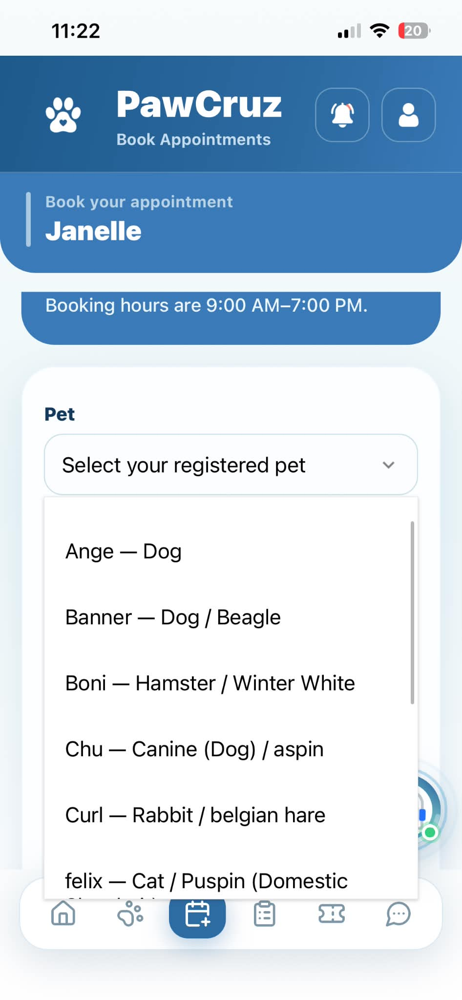 11:22
20
PawCruz
Book Appointments
Book your appointment
Janelle
Booking hours are 9:00 AM–7:00 PM.
Pet
Select your registered pet
Ange — Dog
Banner — Dog / Beagle
Boni — Hamster / Winter White
Chu — Canine (Dog) / aspin
Curl — Rabbit / belgian hare
felix — Cat / Puspin (Domestic